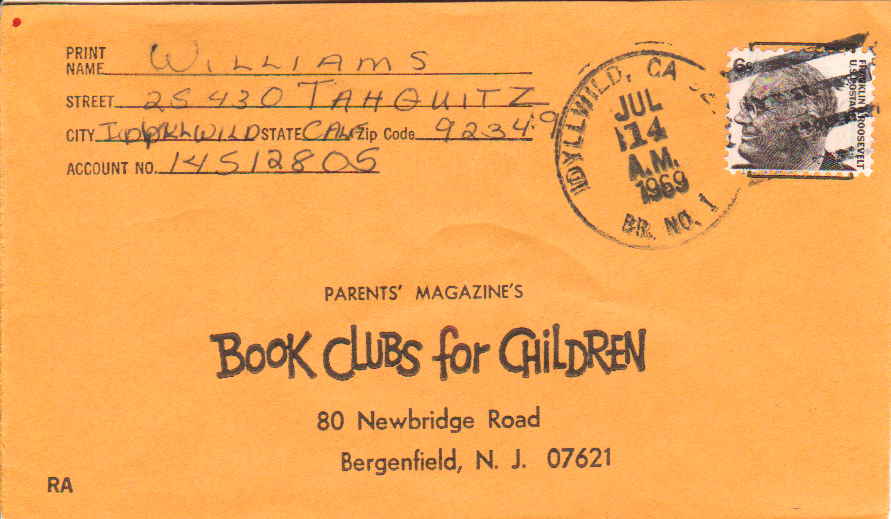 PRINT
NAME WILLIAMS
STREET 25430 TAHQUITZ
CITY IDYLLWILD STATE CALF Zip Code 92349
ACCOUNT NO. 14512805
IDYLLWILD, CA
JUL
14
A.M.
1969
BR. NO. 1
6¢
FRANKLIN D. ROOSEVELT
U.S. POSTAGE
PARENTS' MAGAZINE'S
BOOK CLUBS for CHILDREN
80 Newbridge Road
Bergenfield, N. J. 07621
RA